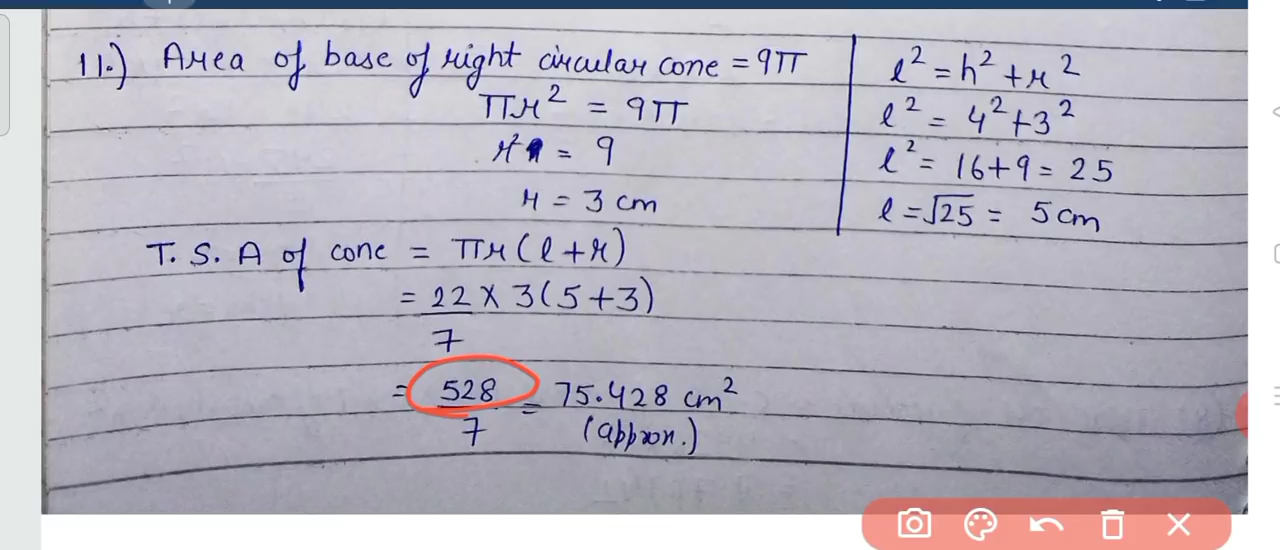 11.) Area of base of right circular cone = 9π
πr² = 9π
r² = 9
r = 3 cm
l² = h² + r²
l² = 4² + 3²
l² = 16 + 9 = 25
l = √25 = 5 cm
T. S. A of cone = πr (l + r)
= 22/7 × 3 (5 + 3)
= 528/7 = 75.428 cm²
(approx.)